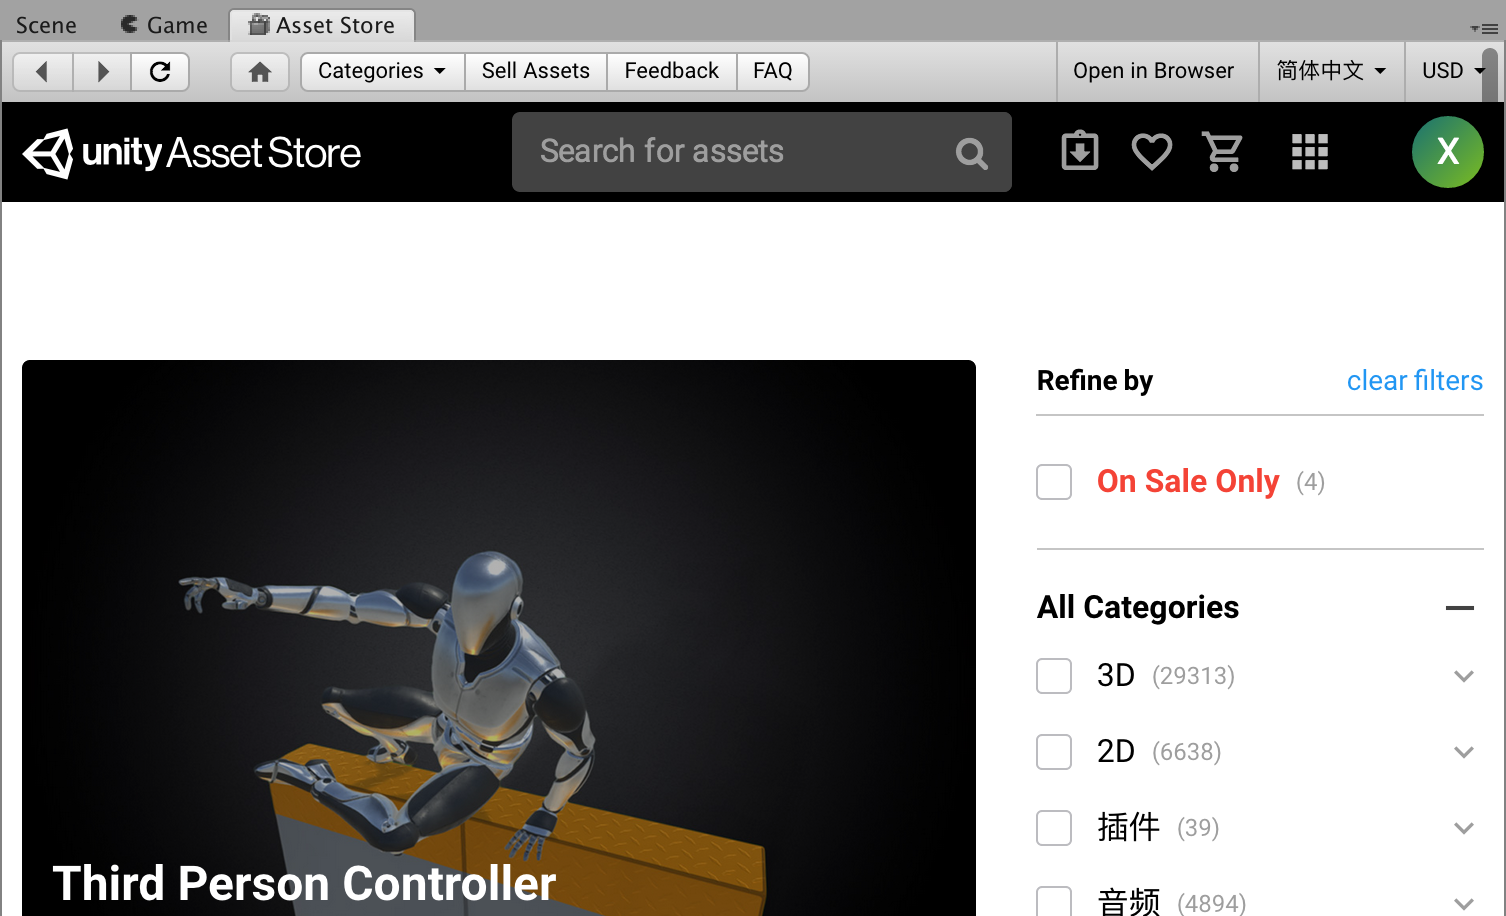 Scene Game Asset Store
Categories Sell Assets Feedback FAQ Open in Browser 简体中文 USD
unity Asset Store Search for assets X
Refine by clear filters
On Sale Only (4)
All Categories
3D (29313)
2D (6638)
插件 (39)
音频 (4894)
Third Person Controller